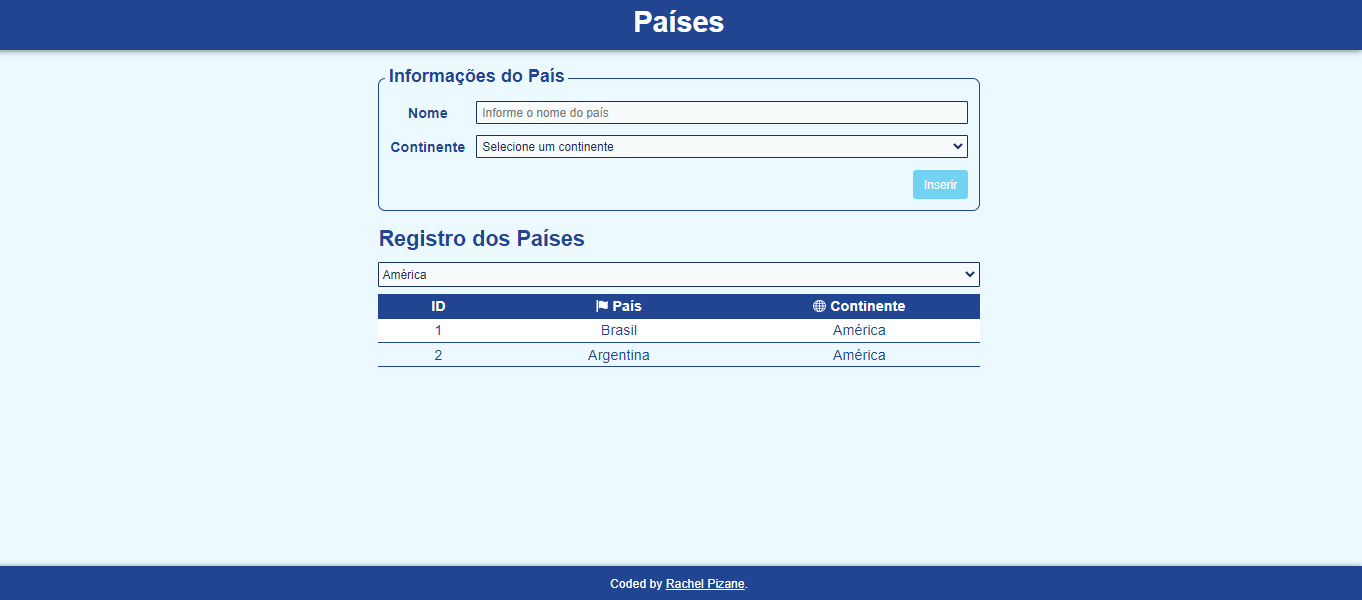 Países
Informações do País
Nome Informe o nome do país
Continente Selecione um continente
Inserir
Registro dos Países
América
ID País Continente
1 Brasil América
2 Argentina América
Coded by Rachel Pizane.